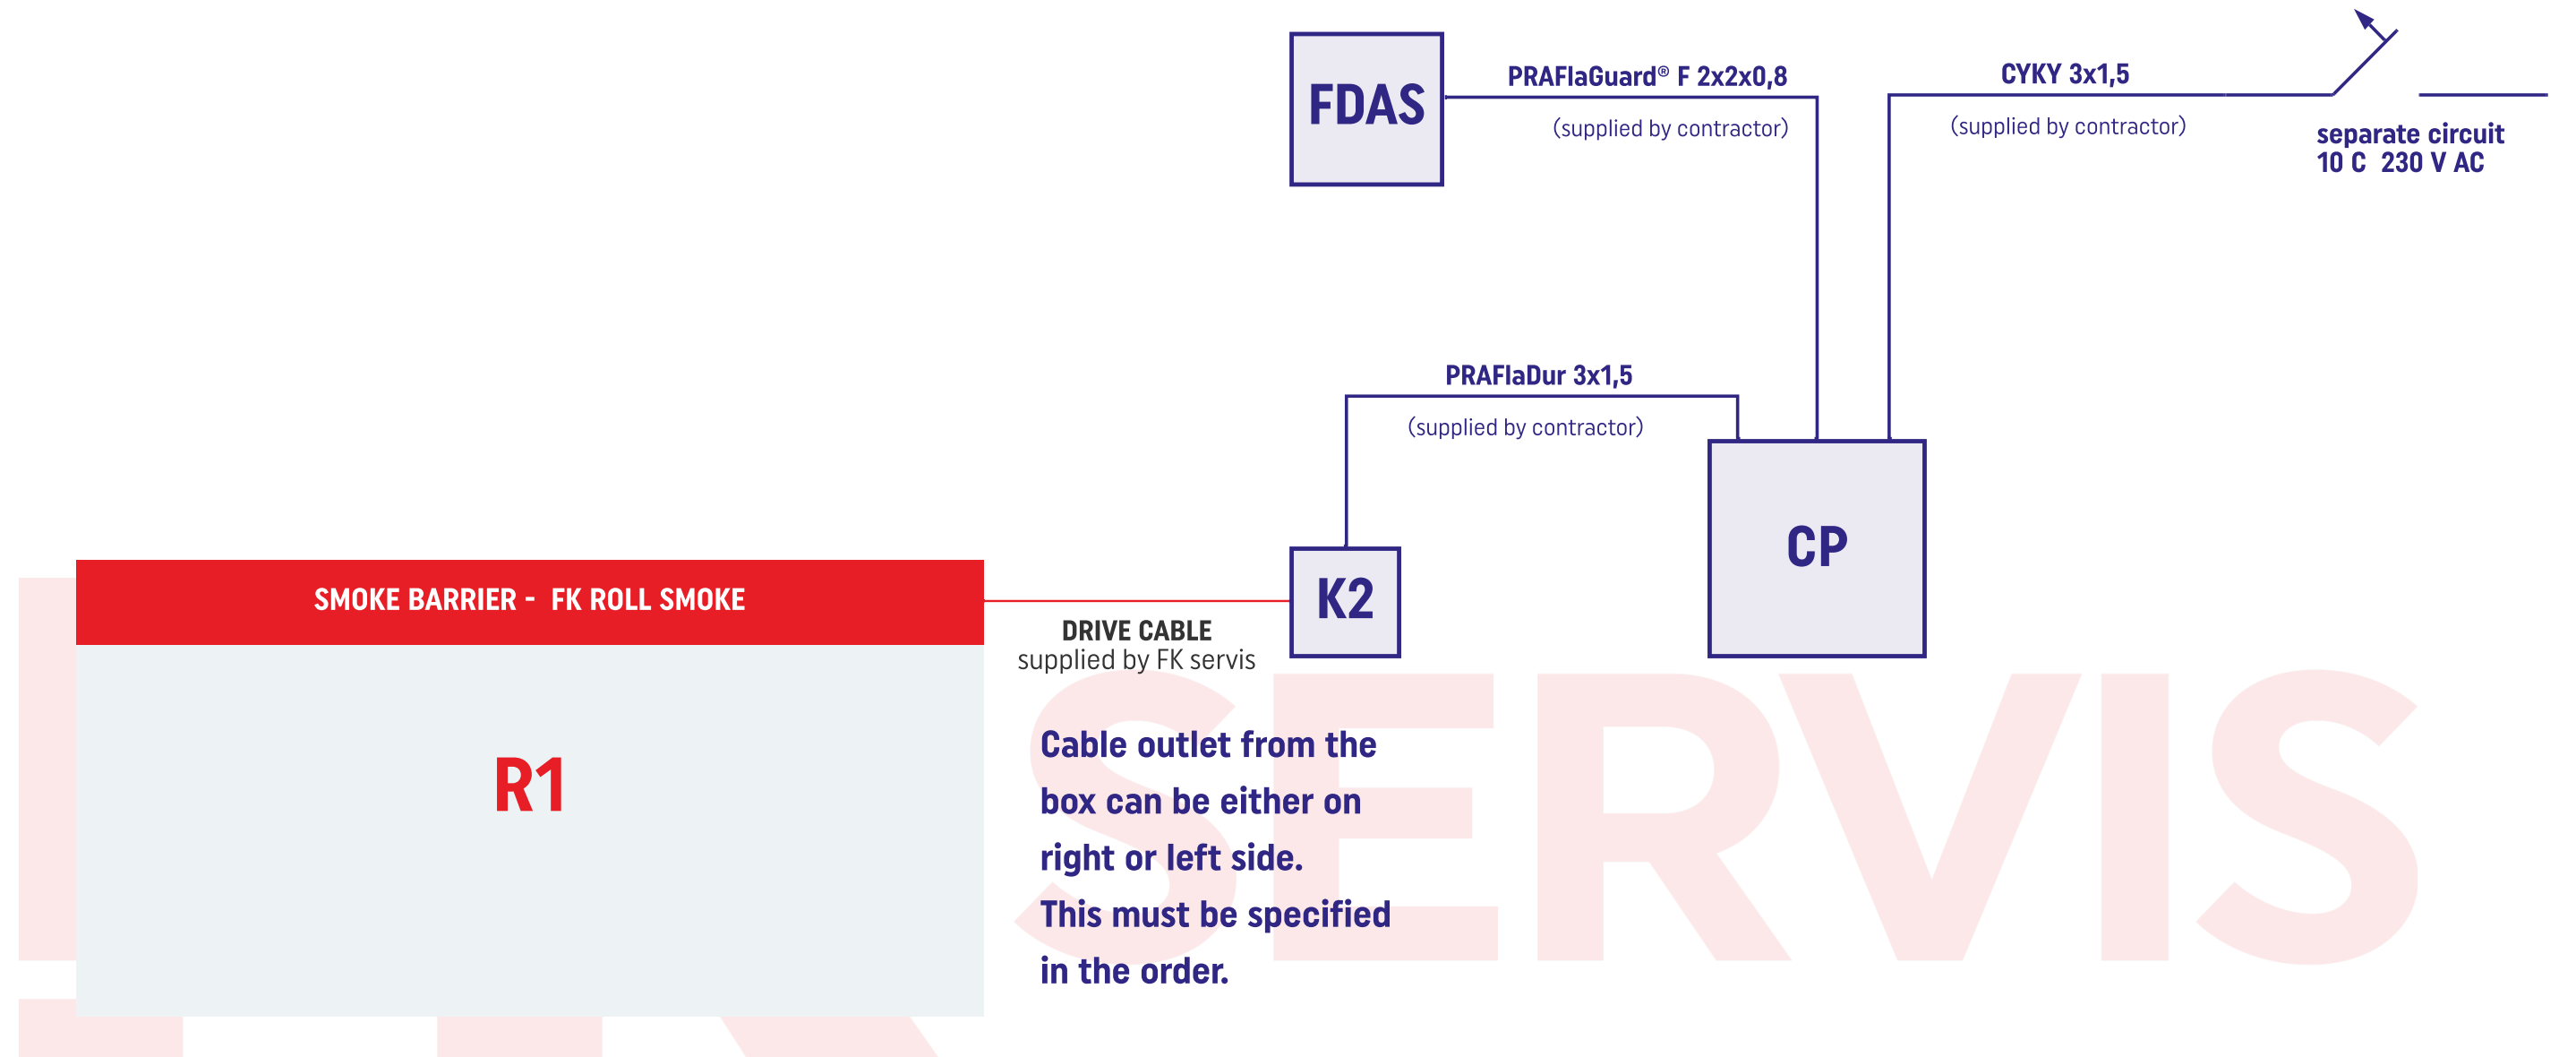 FDAS
PRAFlaGuard® F 2x2x0,8
(supplied by contractor)
CYKY 3x1,5
(supplied by contractor)
separate circuit
10 C  230 V AC
PRAFlaDur 3x1,5
(supplied by contractor)
CP
K2
SMOKE BARRIER -  FK ROLL SMOKE
DRIVE CABLE
supplied by FK servis
R1
Cable outlet from the
box can be either on
right or left side.
This must be specified
in the order.
SERVIS